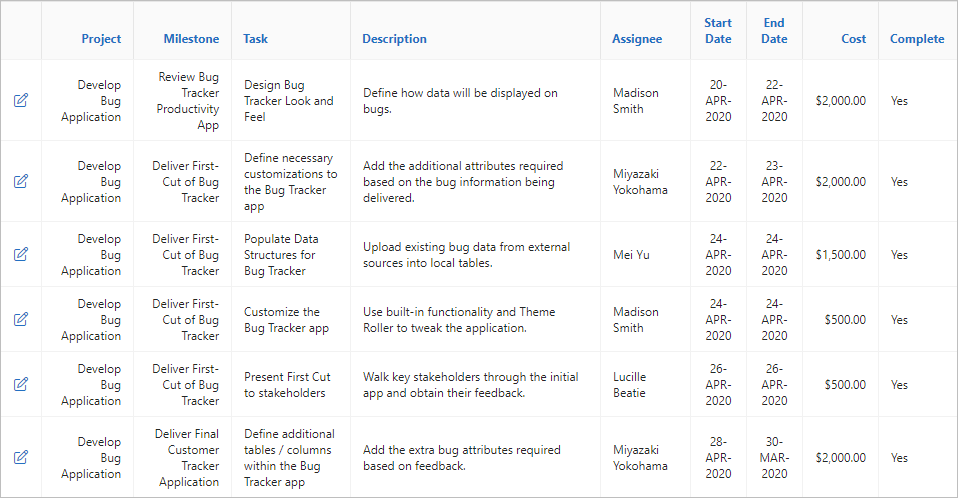 Project Milestone Task Description Assignee Start Date End Date Cost Complete
Develop Bug Application
Review Bug Tracker Productivity App
Design Bug Tracker Look and Feel
Define how data will be displayed on bugs.
Madison Smith
20-APR-2020
22-APR-2020
$2,000.00
Yes
Develop Bug Application
Deliver First-Cut of Bug Tracker
Define necessary customizations to the Bug Tracker app
Add the additional attributes required based on the bug information being delivered.
Miyazaki Yokohama
22-APR-2020
23-APR-2020
$2,000.00
Yes
Develop Bug Application
Deliver First-Cut of Bug Tracker
Populate Data Structures for Bug Tracker
Upload existing bug data from external sources into local tables.
Mei Yu
24-APR-2020
24-APR-2020
$1,500.00
Yes
Develop Bug Application
Deliver First-Cut of Bug Tracker
Customize the Bug Tracker app
Use built-in functionality and Theme Roller to tweak the application.
Madison Smith
24-APR-2020
24-APR-2020
$500.00
Yes
Develop Bug Application
Deliver First-Cut of Bug Tracker
Present First Cut to stakeholders
Walk key stakeholders through the initial app and obtain their feedback.
Lucille Beatie
26-APR-2020
26-APR-2020
$500.00
Yes
Develop Bug Application
Deliver Final Customer Tracker Application
Define additional tables / columns within the Bug Tracker app
Add the extra bug attributes required based on feedback.
Miyazaki Yokohama
28-APR-2020
30-MAR-2020
$2,000.00
Yes